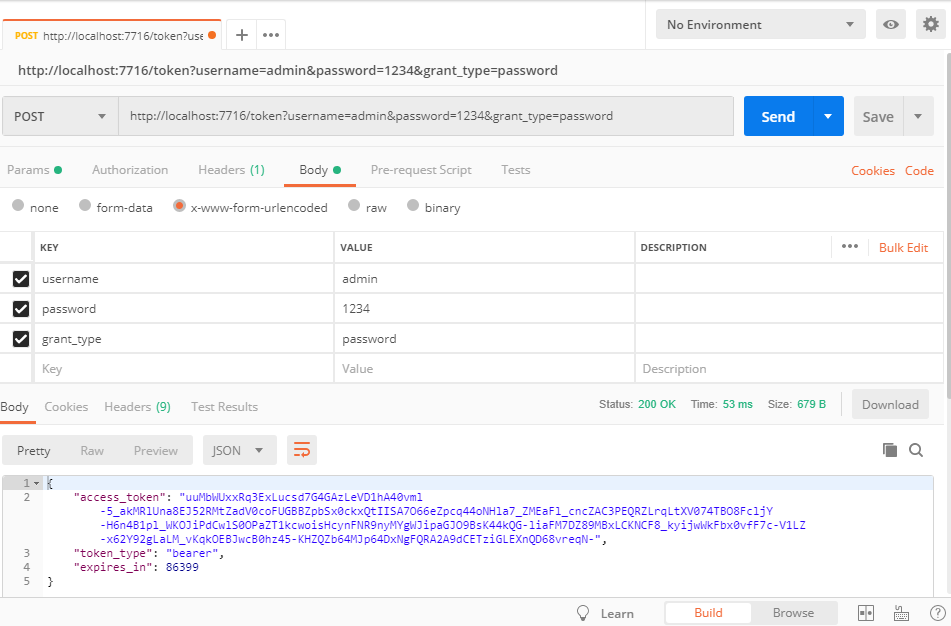 POST http://localhost:7716/token?use
No Environment
http://localhost:7716/token?username=admin&password=1234&grant_type=password
POST http://localhost:7716/token?username=admin&password=1234&grant_type=password Send Save
Params Authorization Headers (1) Body Pre-request Script Tests Cookies Code
none form-data x-www-form-urlencoded raw binary
KEY VALUE DESCRIPTION Bulk Edit
username admin
password 1234
grant_type password
Key Value Description
Body Cookies Headers (9) Test Results Status: 200 OK Time: 53 ms Size: 679 B Download
Pretty Raw Preview JSON
1 {
2 "access_token": "uuMbWUxxRq3ExLucsd7G4GAzLeVD1hA40vml
-5_akMRlUna8EJ52RMtZadV0coFUGBBZpbSx0ckxQtIISA7O66eZpcq44oNHla7_ZMEaFl_cncZAC3PEQRZLrqLtXV074TBO8FcljY
-H6n4B1pl_WKOJiPdCwlS0OPaZT1kcwoisHcynFNR9nyMYgWJipaGJO9BsK44kQG-liaFM7DZ89MBxLCKNCF8_kyijwWkFbx0vfF7c-V1LZ
-x62Y92gLaLM_vKqkOEBJwcB0hz45-KHZQZb64MJp64DxNgFQRA2A9dCETziGLEXnQD68vreqN-",
3 "token_type": "bearer",
4 "expires_in": 86399
5 }
Learn Build Browse